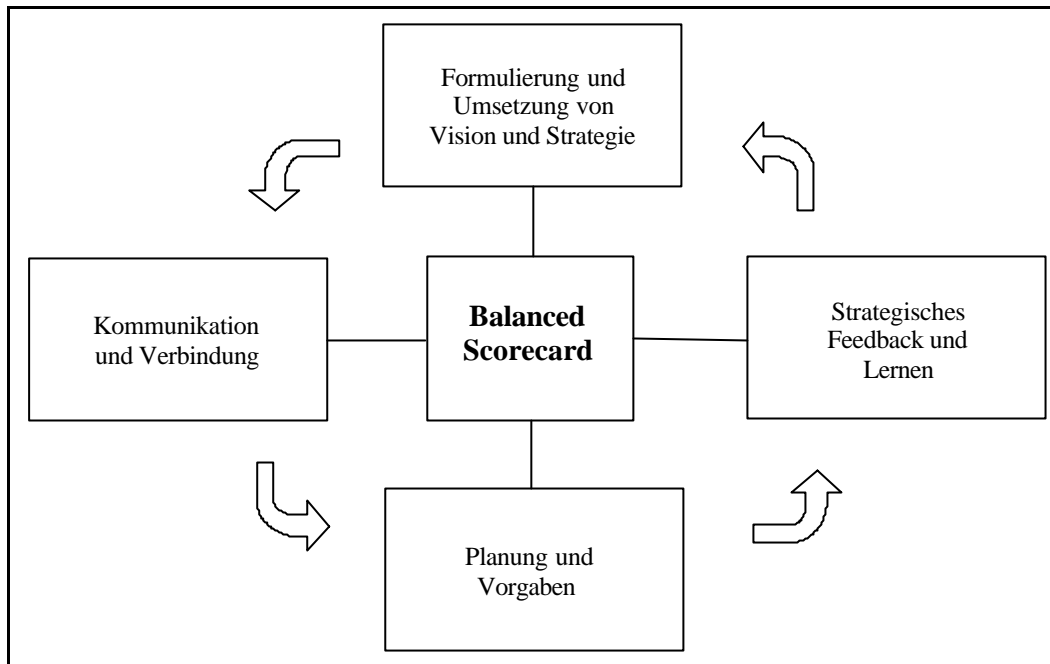 Formulierung und
Umsetzung von
Vision und Strategie
Kommunikation
und Verbindung
Balanced
Scorecard
Strategisches
Feedback und
Lernen
Planung und
Vorgaben